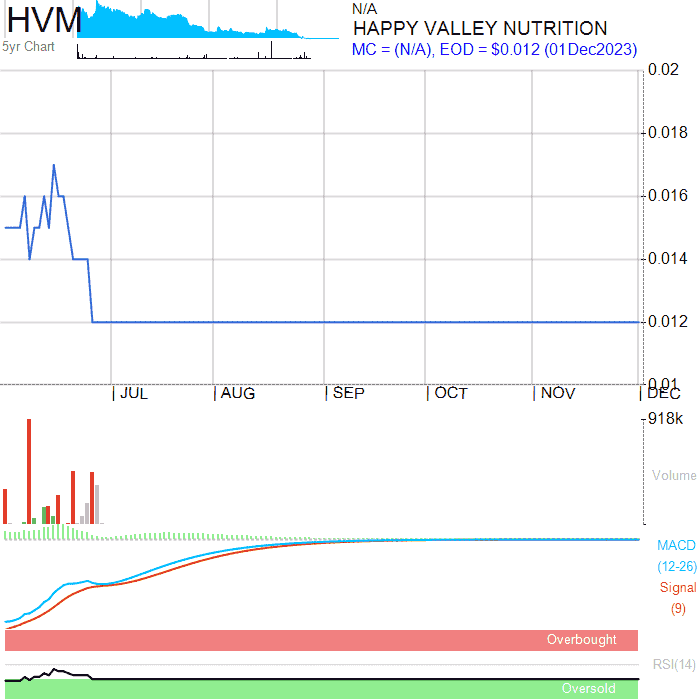 HVM
5yr Chart
N/A
HAPPY VALLEY NUTRITION
MC = (N/A), EOD = $0.012 (01Dec2023)
0.02
0.018
0.016
0.014
0.012
0.01
JUL AUG SEP OCT NOV DEC
918k
Volume
MACD
(12-26)
Signal
(9)
Overbought
RSI(14)
Oversold